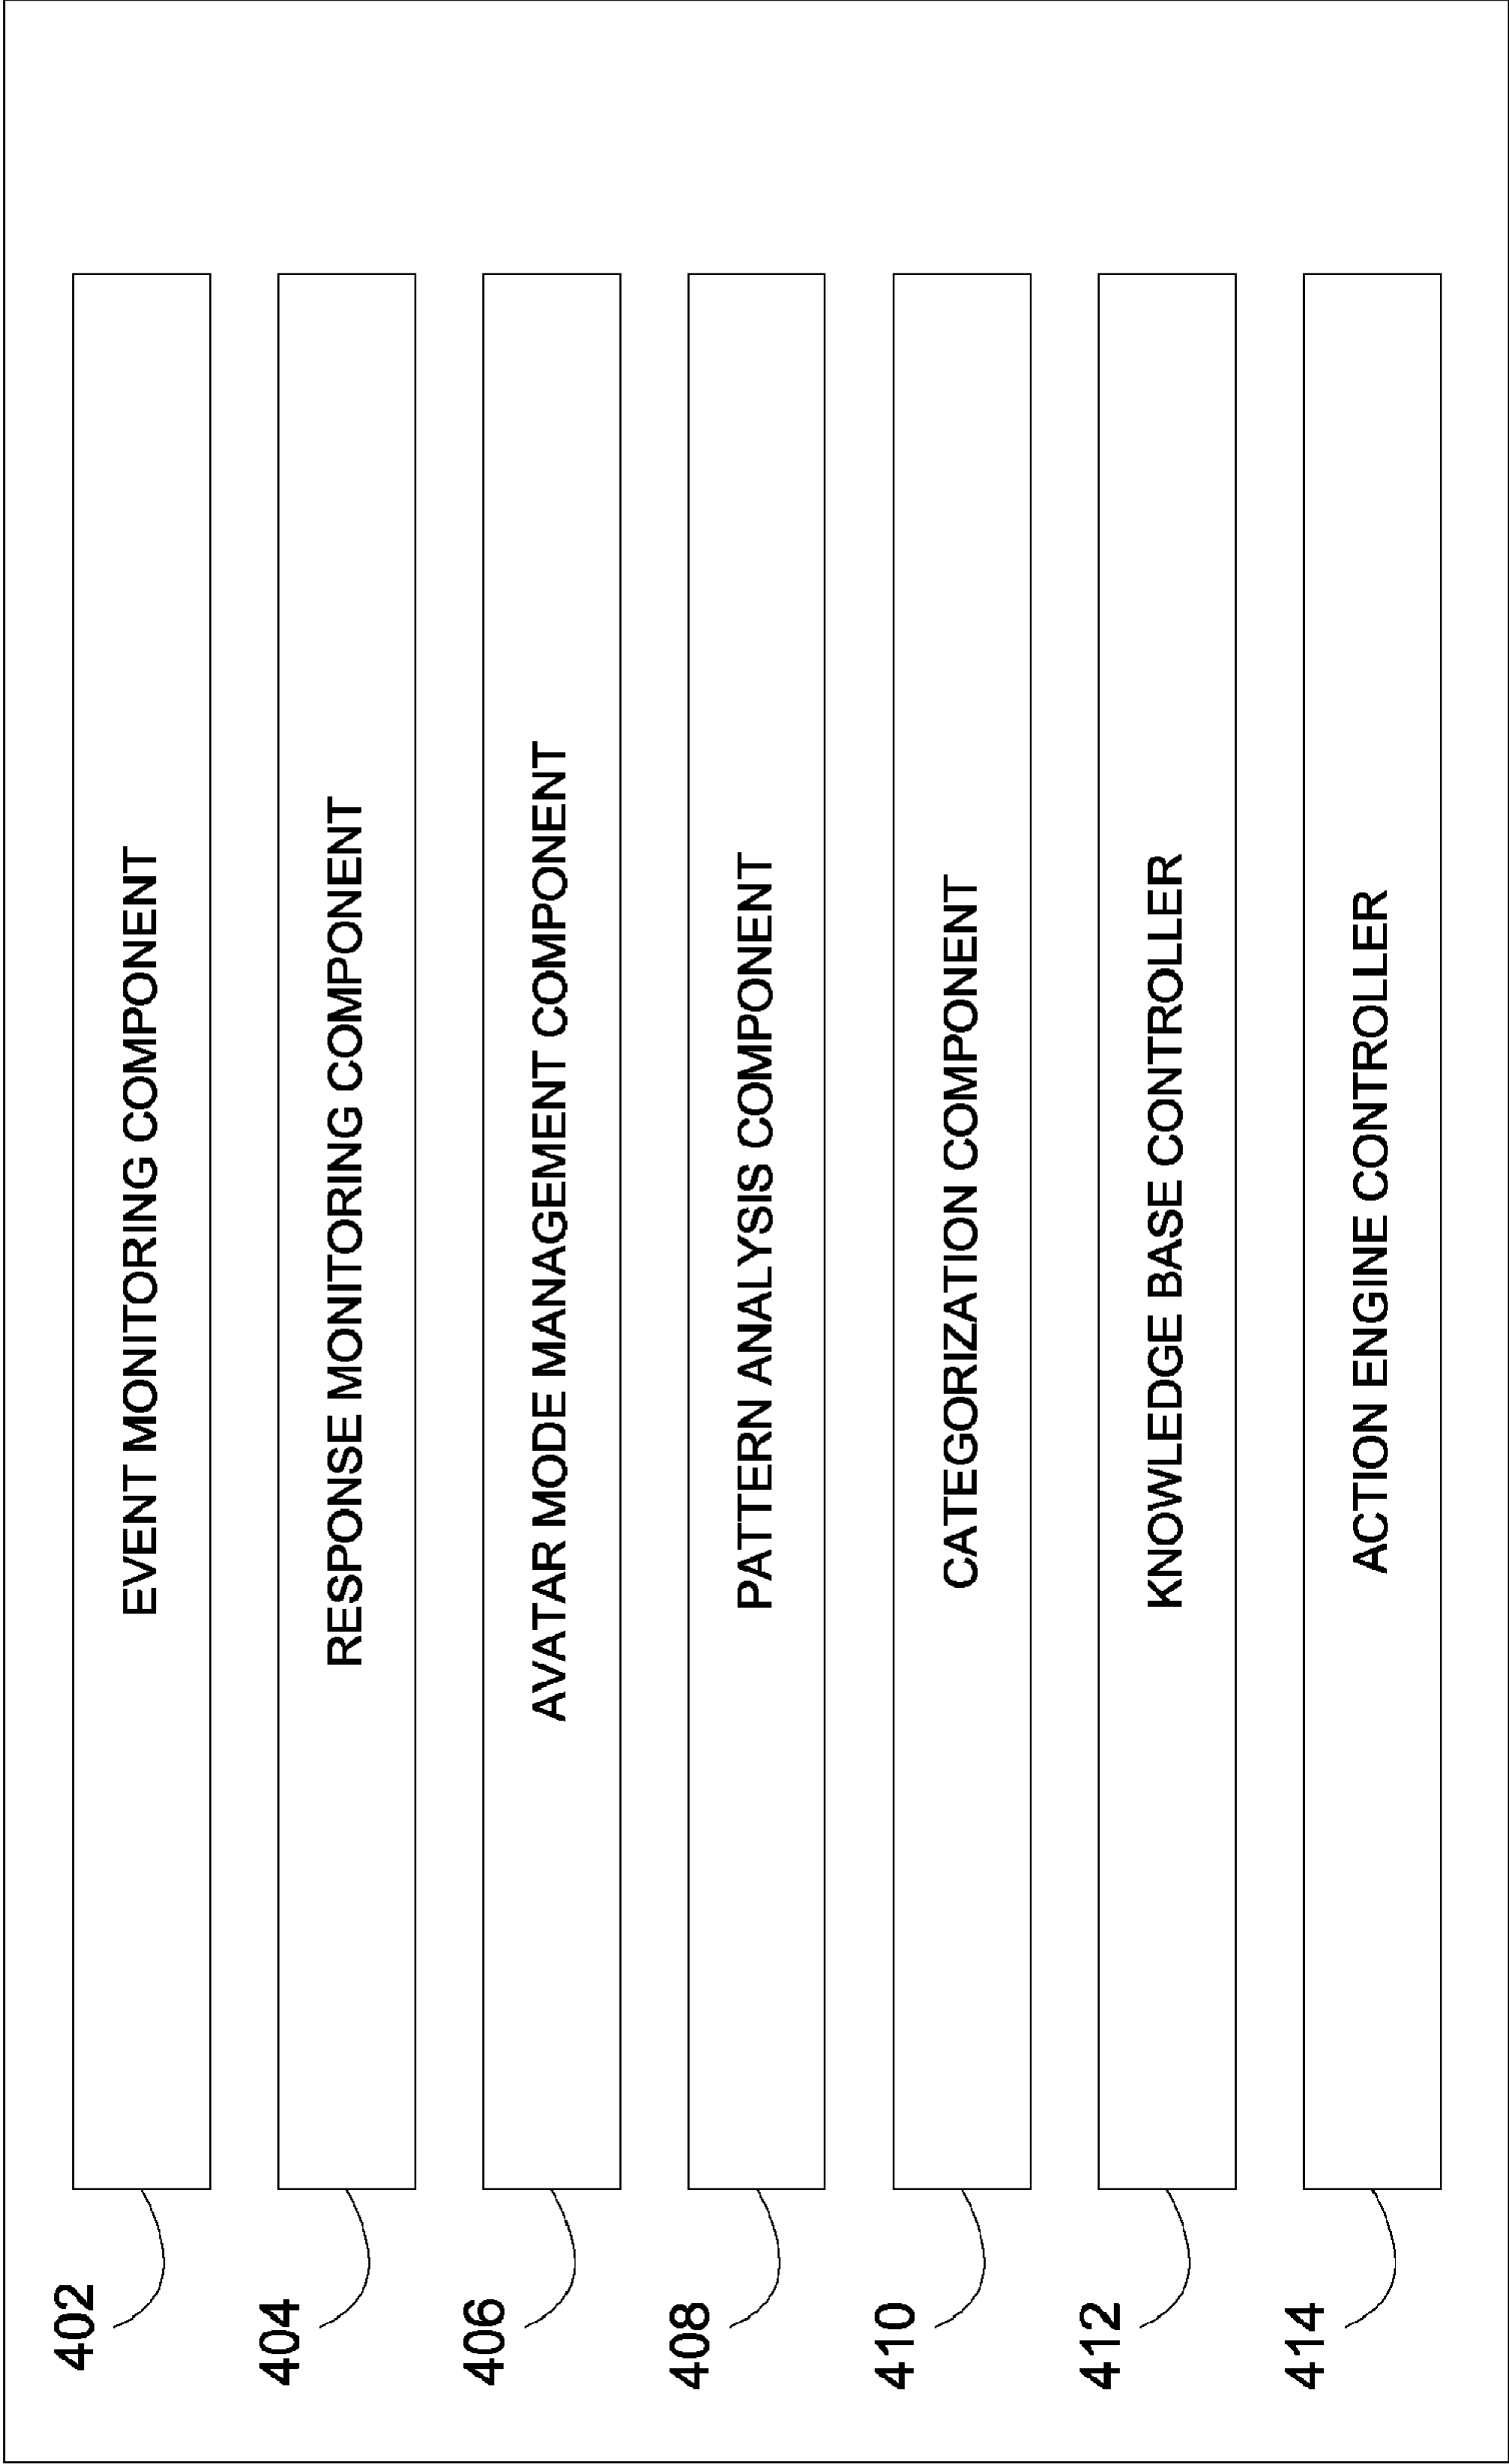 402
EVENT MONITORING COMPONENT
404
RESPONSE MONITORING COMPONENT
406
AVATAR MODE MANAGEMENT COMPONENT
408
PATTERN ANALYSIS COMPONENT
410
CATEGORIZATION COMPONENT
412
KNOWLEDGE BASE CONTROLLER
414
ACTION ENGINE CONTROLLER